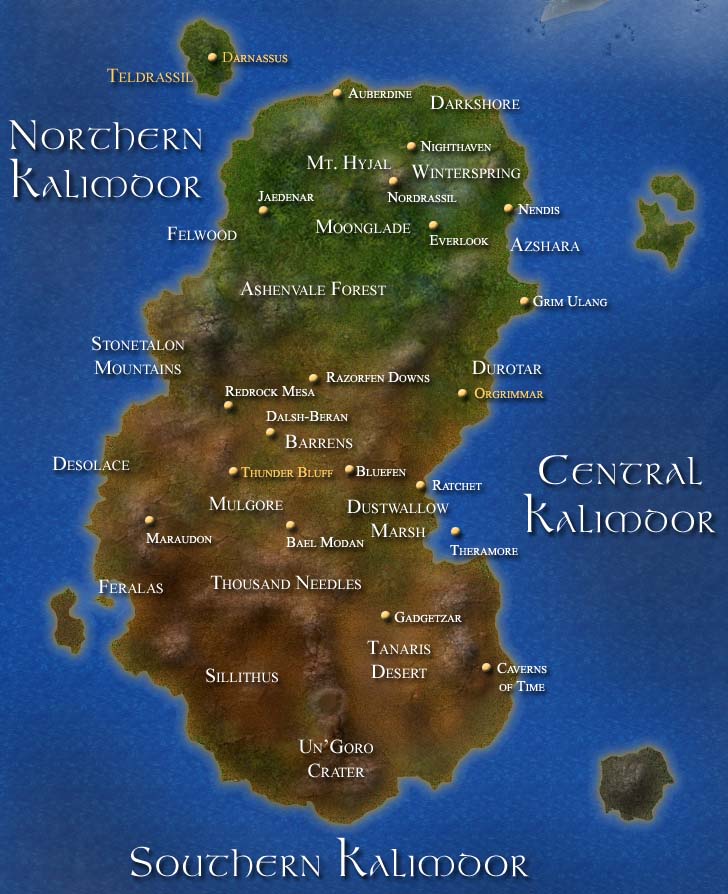 Darnassus
Teldrassil
Auberdine
Darkshore
Northern
Kalimdor
Nighthaven
Mt. Hyjal
Winterspring
Jaedenar
Nordrassil
Nendis
Felwood
Moonglade
Everlook
Azshara
Ashenvale Forest
Grim Ulang
Stonetalon
Mountains
Durotar
Razorfen Downs
Redrock Mesa
Orgrimmar
Dalsh-Beran
Barrens
Desolace
Thunder Bluff
Bluefen
Central
Kalimdor
Ratchet
Mulgore
Dustwallow
Marsh
Maraudon
Bael Modan
Theramore
Feralas
Thousand Needles
Gadgetzar
Tanaris
Desert
Sillithus
Caverns
of Time
Un'Goro
Crater
Southern Kalimdor